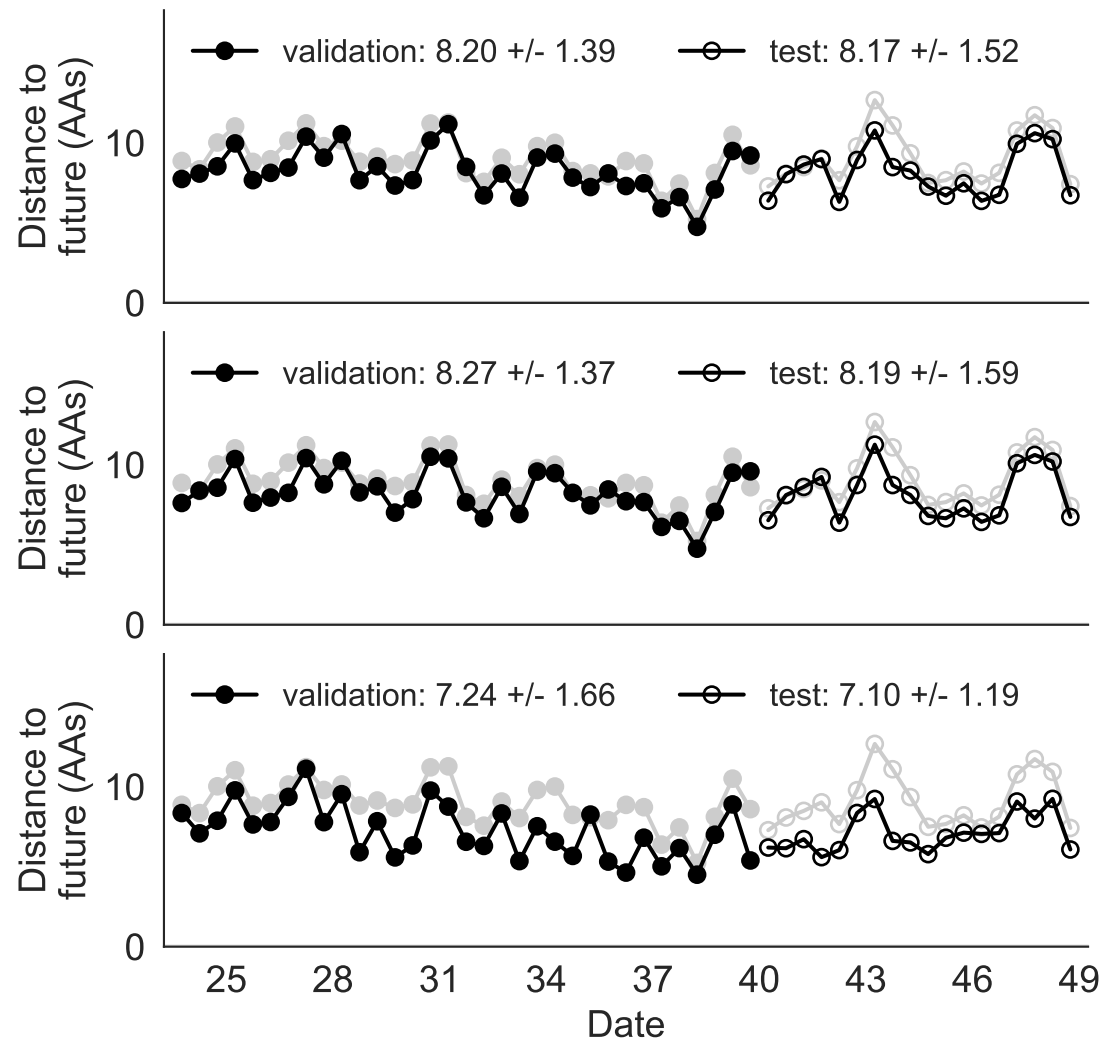 validation: 8.20 +/- 1.39 test: 8.17 +/- 1.52
Distance to
future (AAs)
10
0
validation: 8.27 +/- 1.37 test: 8.19 +/- 1.59
Distance to
future (AAs)
10
0
validation: 7.24 +/- 1.66 test: 7.10 +/- 1.19
Distance to
future (AAs)
10
0
25 28 31 34 37 40 43 46 49
Date